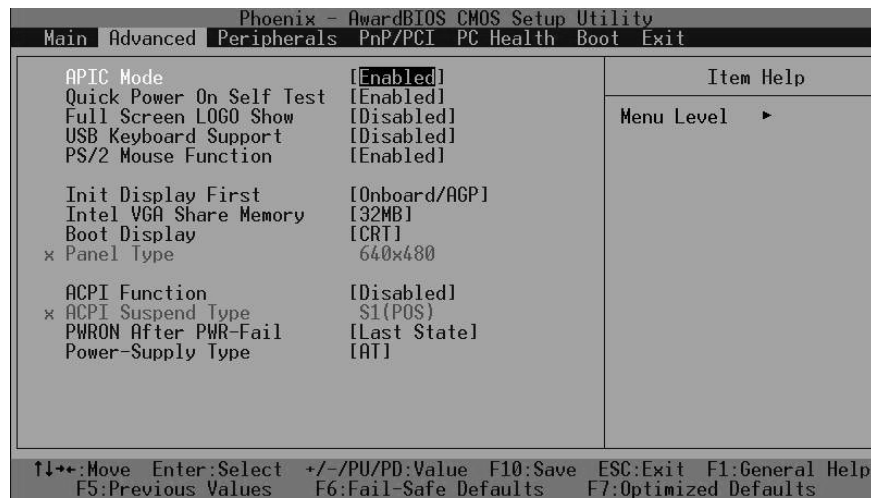 Phoenix - AwardBIOS CMOS Setup Utility
Main Advanced Peripherals PnP/PCI PC Health Boot Exit
APIC Mode [Enabled]
Quick Power On Self Test [Enabled]
Full Screen LOGO Show [Disabled]
USB Keyboard Support [Disabled]
PS/2 Mouse Function [Enabled]
Init Display First [Onboard/AGP]
Intel VGA Share Memory [32MB]
Boot Display [CRT]
x Panel Type 640x480
ACPI Function [Disabled]
x ACPI Suspend Type S1(POS)
PWRON After PWR-Fail [Last State]
Power-Supply Type [AT]
Item Help
Menu Level ►
↑↓→←:Move Enter:Select +/-/PU/PD:Value F10:Save ESC:Exit F1:General Help
F5:Previous Values F6:Fail-Safe Defaults F7:Optimized Defaults